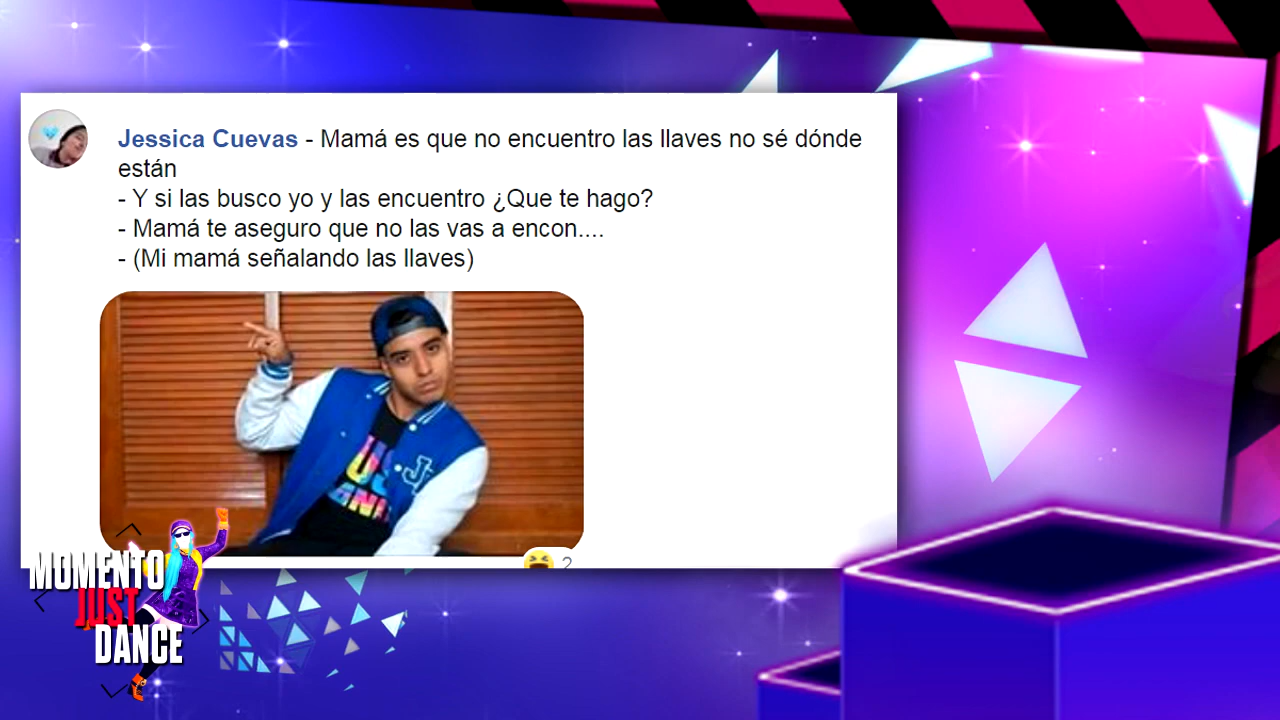 Jessica Cuevas - Mamá es que no encuentro las llaves no sé dónde
están
- Y si las busco yo y las encuentro ¿Que te hago?
- Mamá te aseguro que no las vas a encon....
- (Mi mamá señalando las llaves)
J
2
MOMENTO
JUST
DANCE